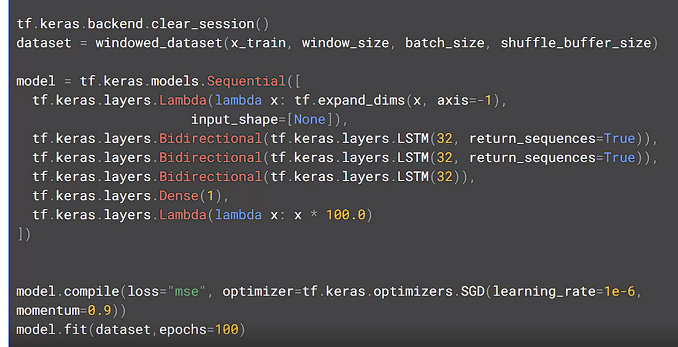 tf.keras.backend.clear_session()
dataset = windowed_dataset(x_train, window_size, batch_size, shuffle_buffer_size)
model = tf.keras.models.Sequential([
  tf.keras.layers.Lambda(lambda x: tf.expand_dims(x, axis=-1),
                      input_shape=[None]),
  tf.keras.layers.Bidirectional(tf.keras.layers.LSTM(32, return_sequences=True)),
  tf.keras.layers.Bidirectional(tf.keras.layers.LSTM(32, return_sequences=True)),
  tf.keras.layers.Bidirectional(tf.keras.layers.LSTM(32)),
  tf.keras.layers.Dense(1),
  tf.keras.layers.Lambda(lambda x: x * 100.0)
])
model.compile(loss="mse", optimizer=tf.keras.optimizers.SGD(learning_rate=1e-6,
momentum=0.9))
model.fit(dataset,epochs=100)